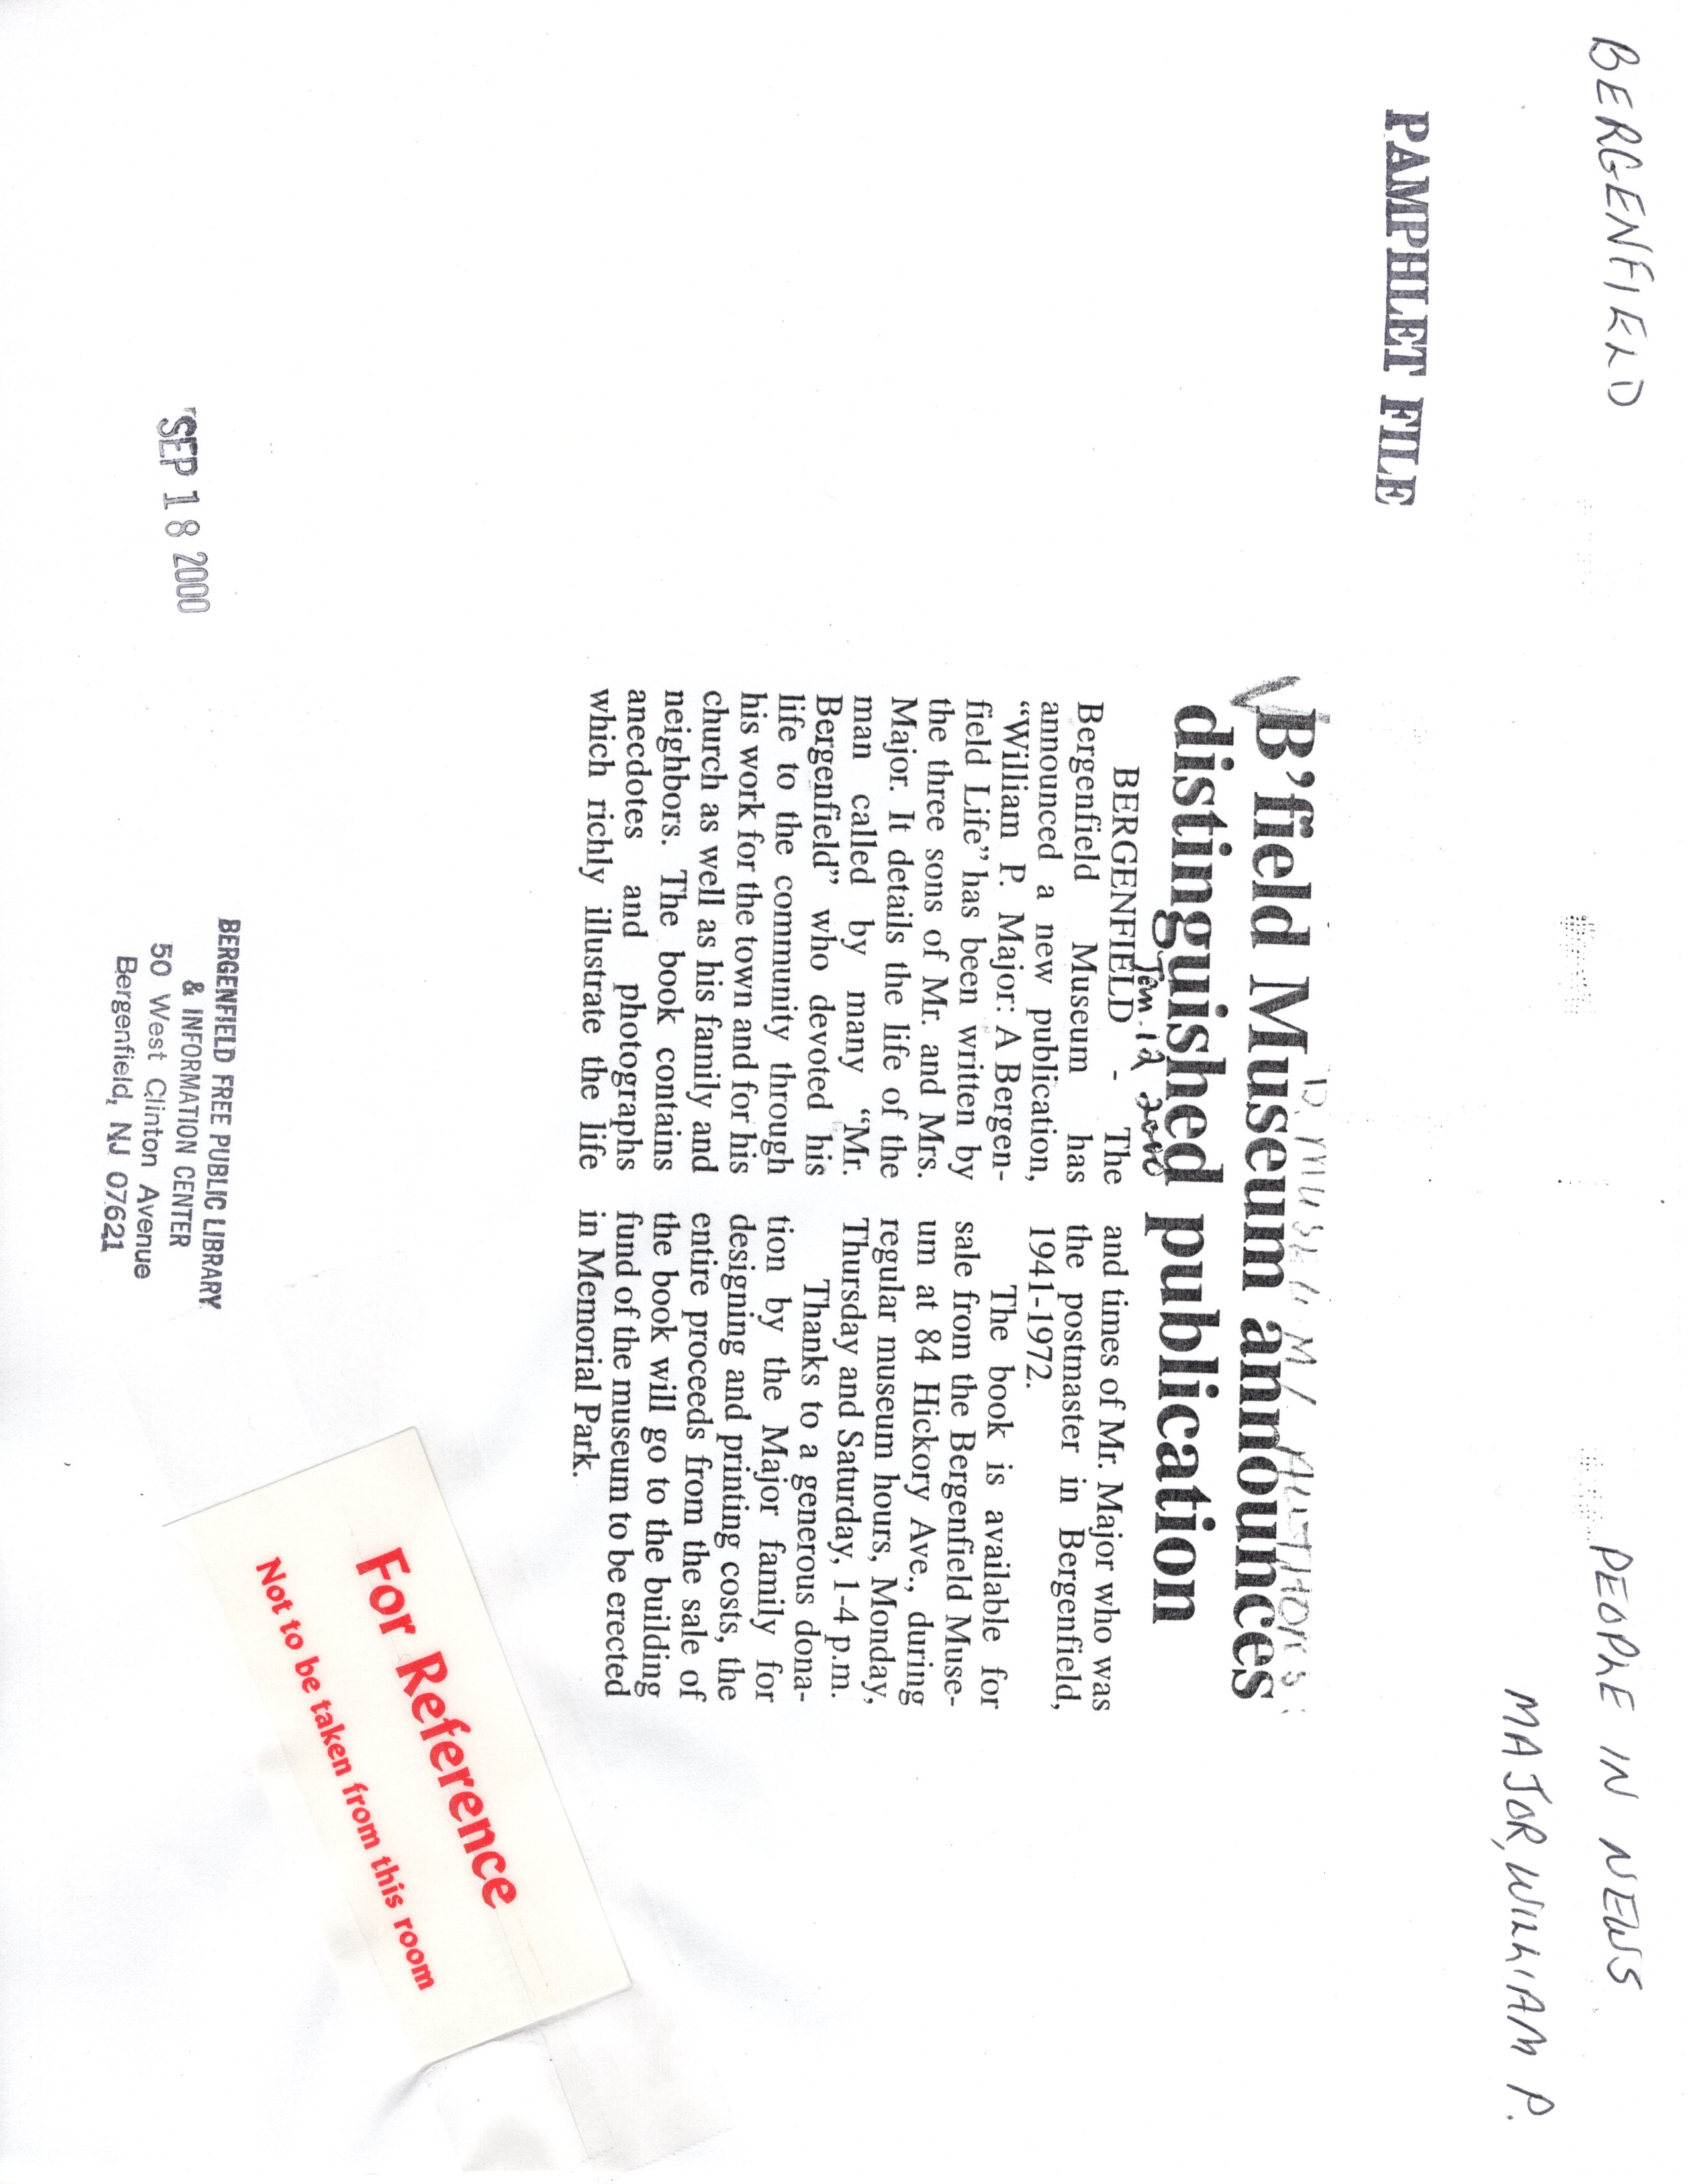 BERGENFIELD
PEOPLE IN NEWS
MAJOR, WILLIAM P.
PAMPHLET FILE
B'field Museum announces
distinguished publication
Jan. 12 2000
BERGENFIELD - The
Bergenfield Museum has
announced a new publication,
“William P. Major: A Bergen-
field Life” has been written by
the three sons of Mr. and Mrs.
Major. It details the life of the
man called by many “Mr.
Bergenfield” who devoted his
life to the community through
his work for the town and for his
church as well as his family and
neighbors. The book contains
anecdotes and photographs
which richly illustrate the life
and times of Mr. Major who was
the postmaster in Bergenfield,
1941-1972.
The book is available for
sale from the Bergenfield Muse-
um at 84 Hickory Ave., during
regular museum hours, Monday,
Thursday and Saturday, 1-4 p.m.
Thanks to a generous dona-
tion by the Major family for
designing and printing costs, the
entire proceeds from the sale of
the book will go to the building
fund of the museum to be erected
in Memorial Park.
SEP 18 2000
BERGENFIELD FREE PUBLIC LIBRARY
& INFORMATION CENTER
50 West Clinton Avenue
Bergenfield, NJ 07621
For Reference
Not to be taken from this room